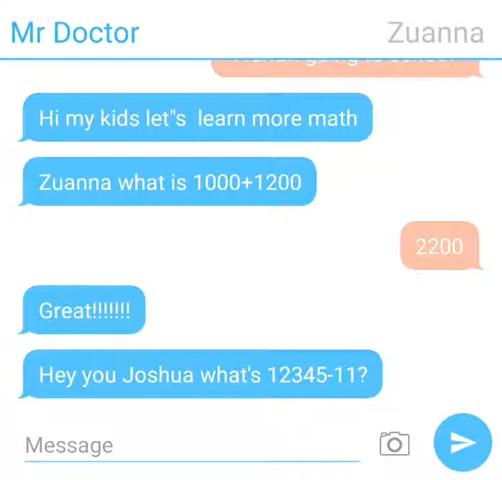 Mr Doctor Zuanna
Hi my kids let"s  learn more math
Zuanna what is 1000+1200
2200
Great!!!!!!!
Hey you Joshua what's 12345-11?
Message